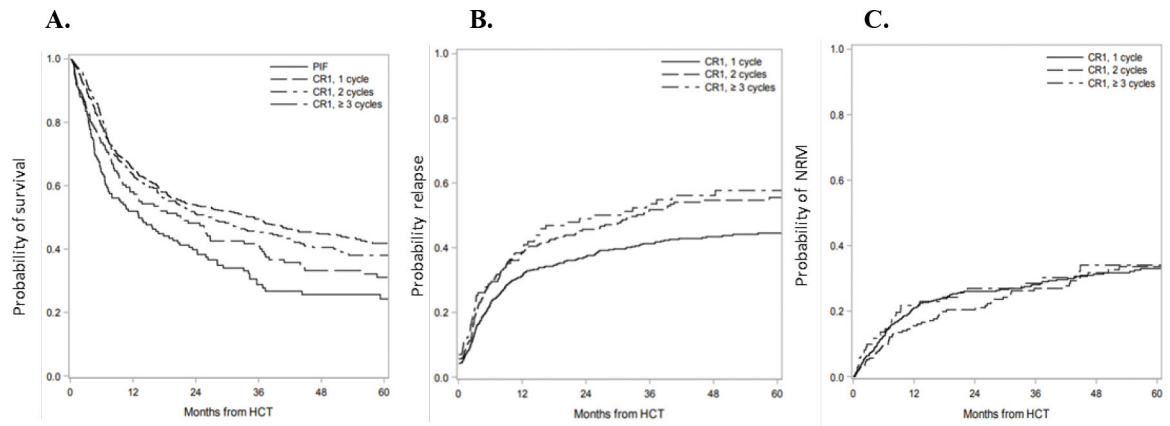 A.
Probability of survival
1.0
0.8
0.6
0.4
0.2
0.0
PIF
CR1, 1 cycle
CR1, 2 cycles
CR1, ≥ 3 cycles
0 12 24 36 48 60
Months from HCT
B.
Probability relapse
1.0
0.8
0.6
0.4
0.2
0.0
CR1, 1 cycle
CR1, 2 cycles
CR1, ≥ 3 cycles
0 12 24 36 48 60
Months from HCT
C.
Probability of NRM
1.0
0.8
0.6
0.4
0.2
0.0
CR1, 1 cycle
CR1, 2 cycles
CR1, ≥ 3 cycles
0 12 24 36 48 60
Months from HCT